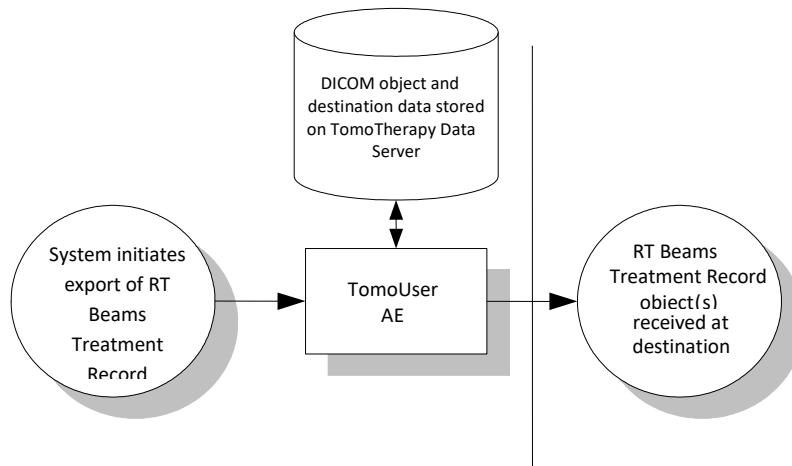 DICOM object and
destination data stored
on TomoTherapy Data
Server
System initiates
export of RT
Beams
Treatment
Record
TomoUser
AE
RT Beams
Treatment Record
object(s)
received at
destination